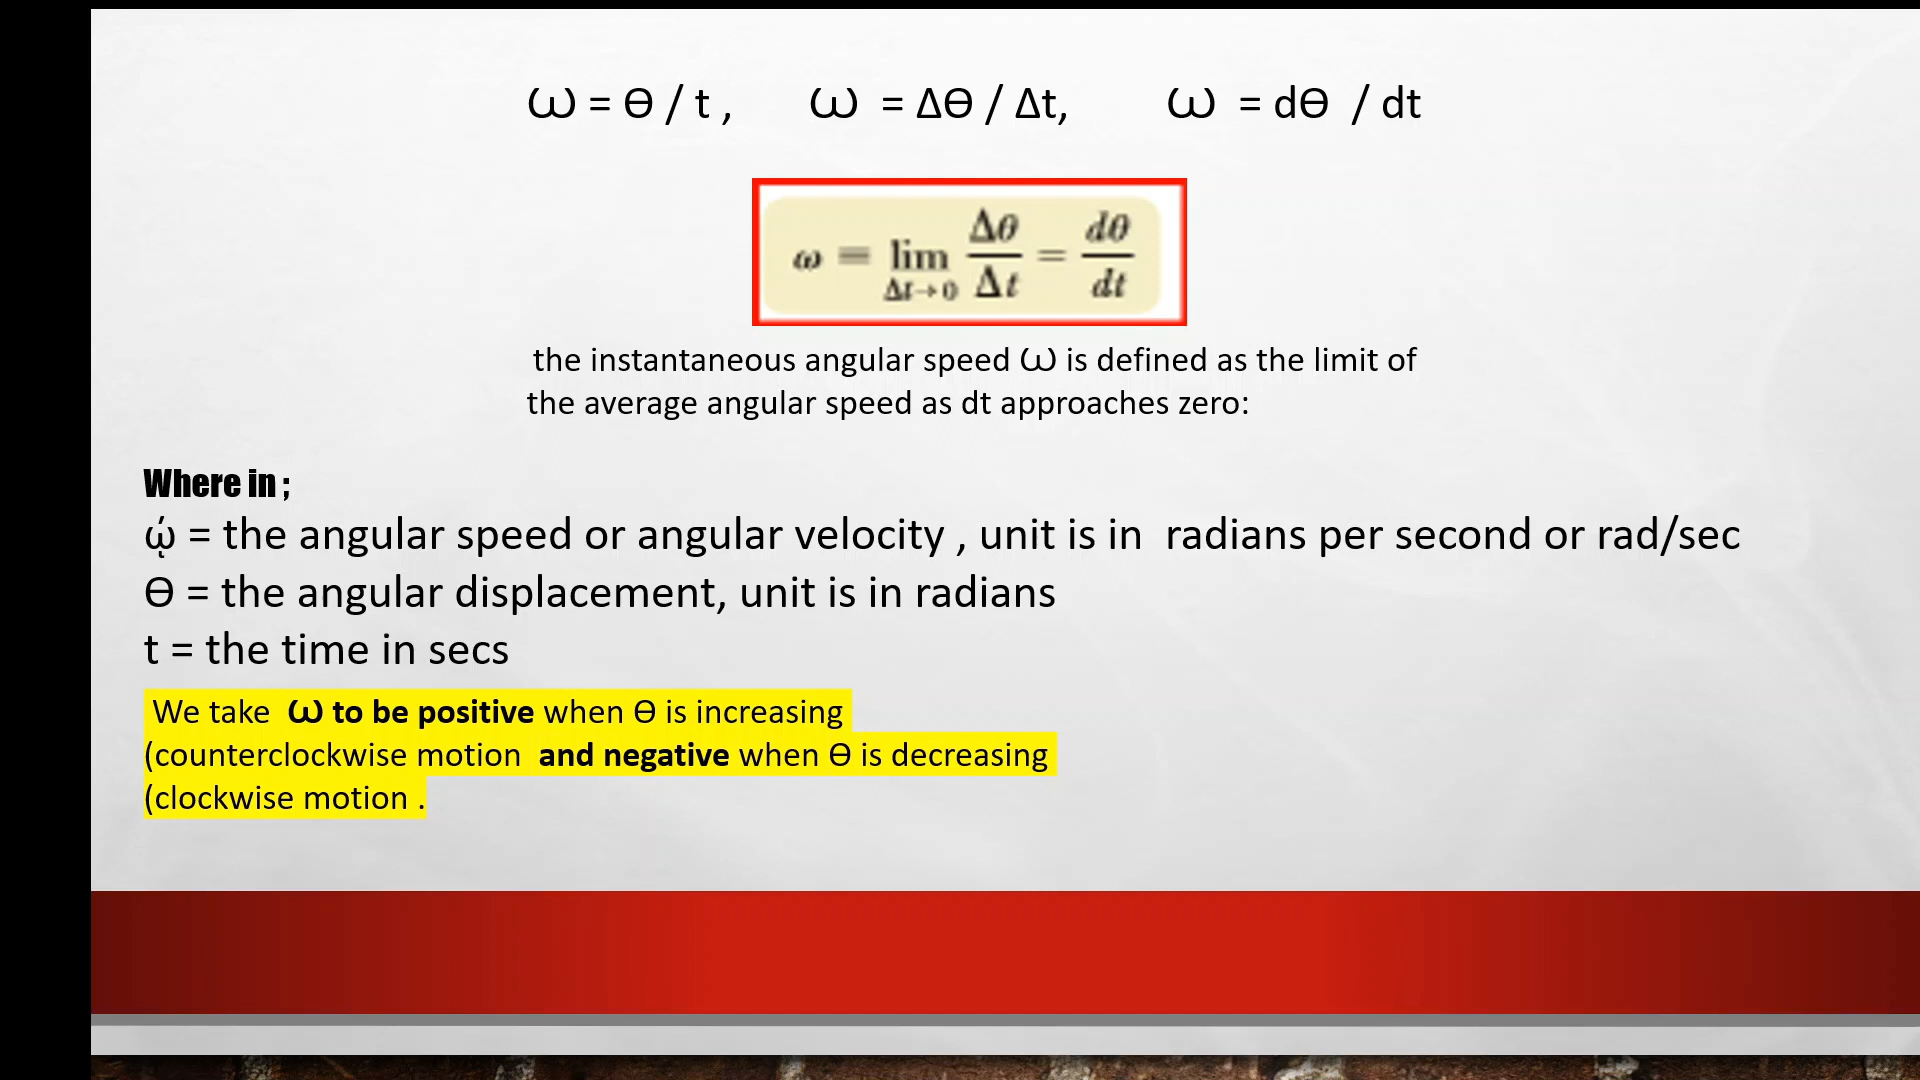 Ѡ = Ɵ / t , Ѡ = ΔƟ / Δt, Ѡ = dƟ / dt
ω = lim Δt→0 Δθ/Δt = dθ/dt
the instantaneous angular speed Ѡ is defined as the limit of
the average angular speed as dt approaches zero:
Where in ;
ᾠ = the angular speed or angular velocity , unit is in radians per second or rad/sec
Ɵ = the angular displacement, unit is in radians
t = the time in secs
We take Ѡ to be positive when Ɵ is increasing
(counterclockwise motion and negative when Ɵ is decreasing
(clockwise motion .